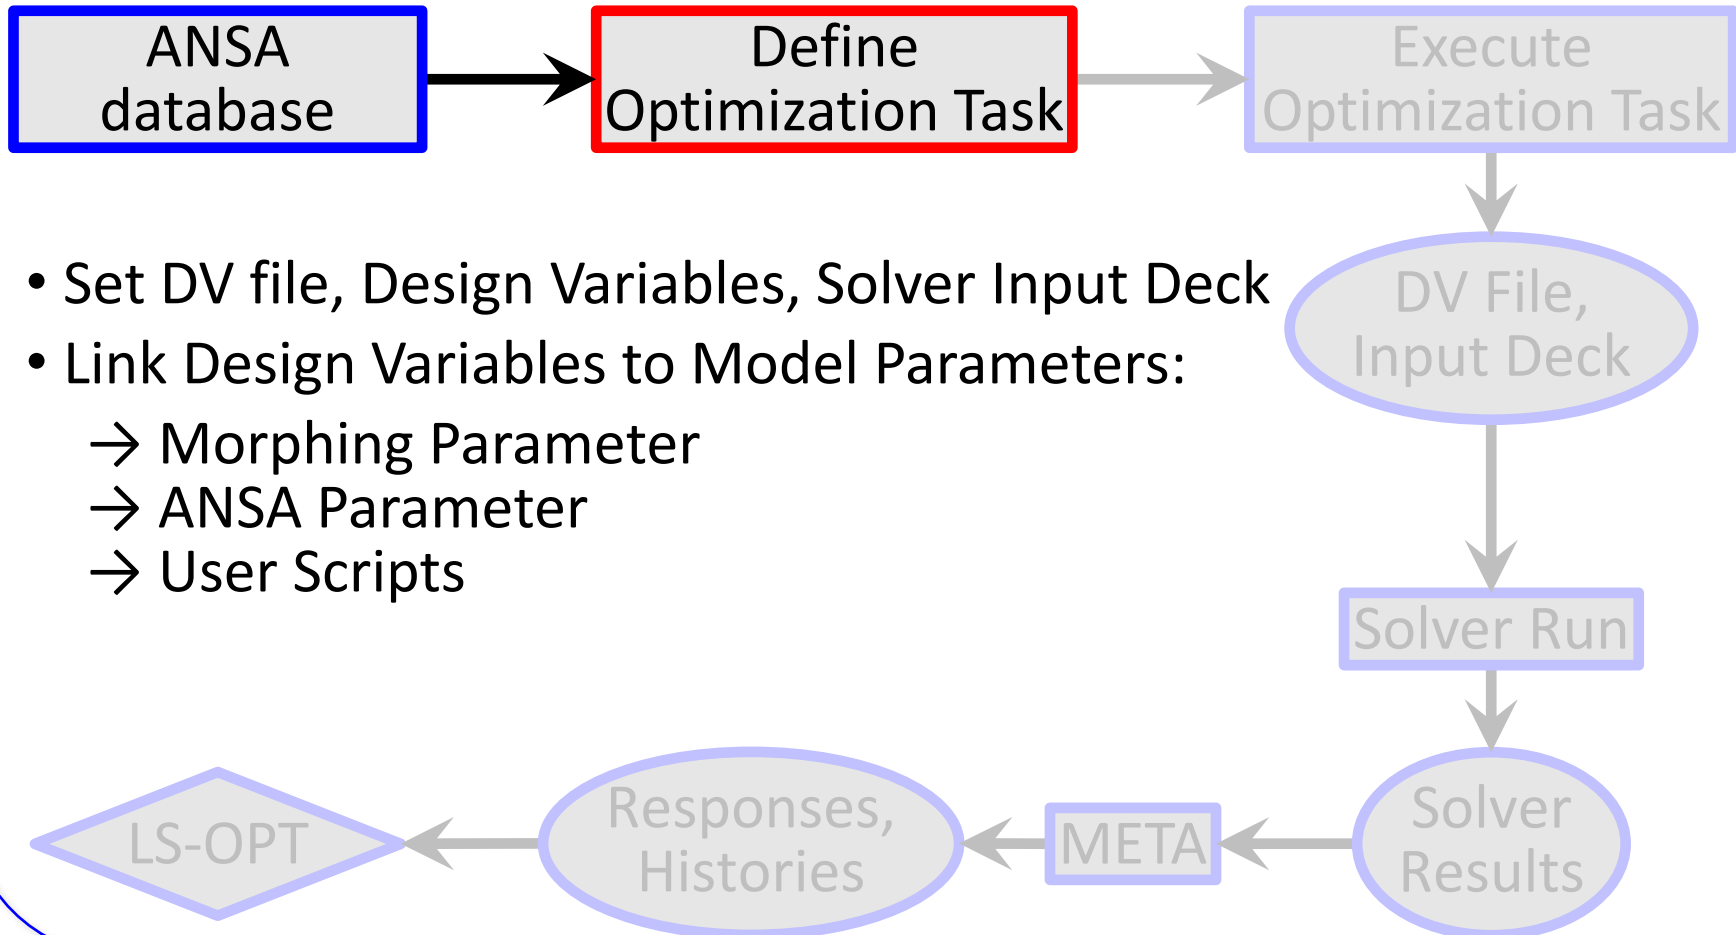 ANSA
database
Define
Optimization Task
Execute
Optimization Task
• Set DV file, Design Variables, Solver Input Deck
• Link Design Variables to Model Parameters:
→ Morphing Parameter
→ ANSA Parameter
→ User Scripts
DV File,
Input Deck
Solver Run
Solver
Results
META
Responses,
Histories
LS-OPT